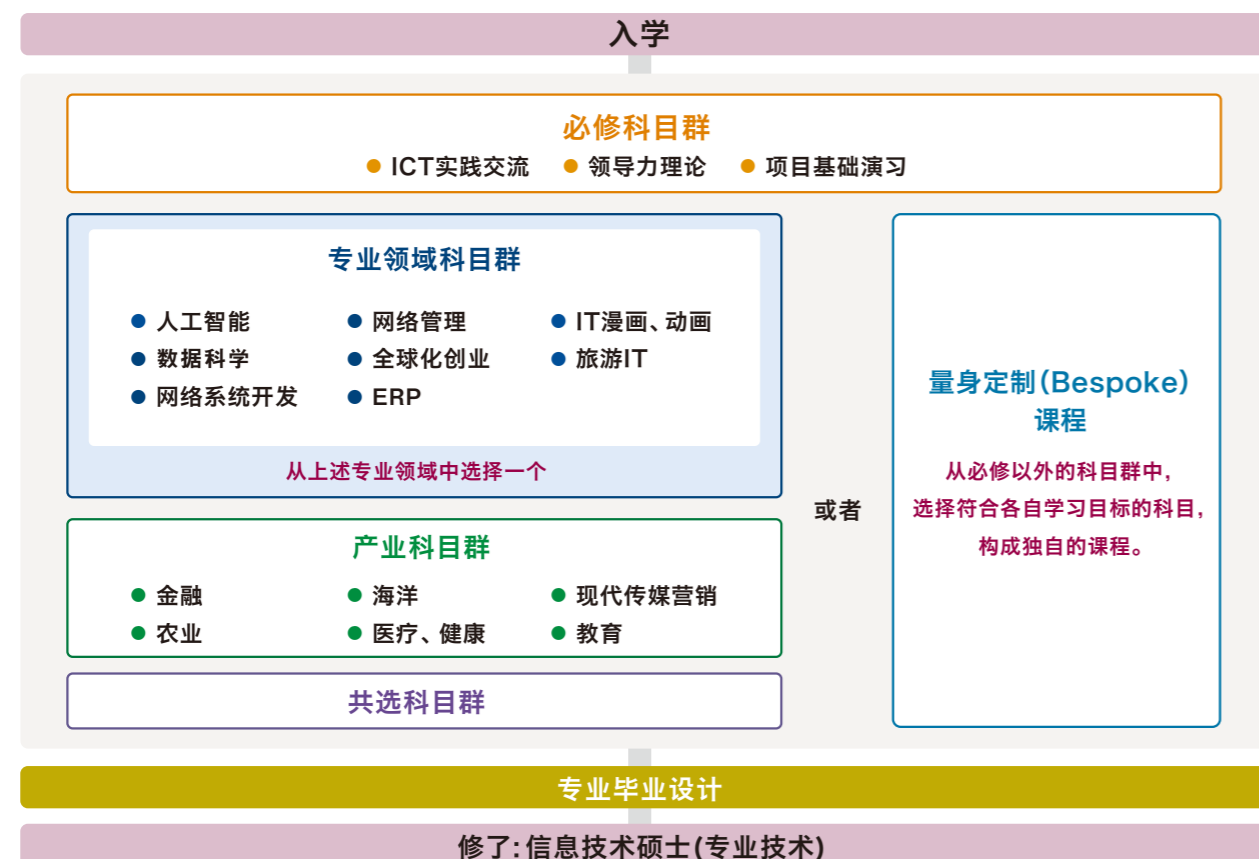 入学
必修科目群
● ICT实践交流 ● 领导力理论 ● 项目基础演习
专业领域科目群
● 人工智能 ● 网络管理 ● IT漫画、动画
● 数据科学 ● 全球化创业 ● 旅游IT
● 网络系统开发 ● ERP
从上述专业领域中选择一个
产业科目群
● 金融 ● 海洋 ● 现代传媒营销
● 农业 ● 医疗、健康 ● 教育
共选科目群
或者
量身定制(Bespoke)
课程
从必修以外的科目群中,
选择符合各自学习目标的科目,
构成独自的课程。
专业毕业设计
修了:信息技术硕士(专业技术)